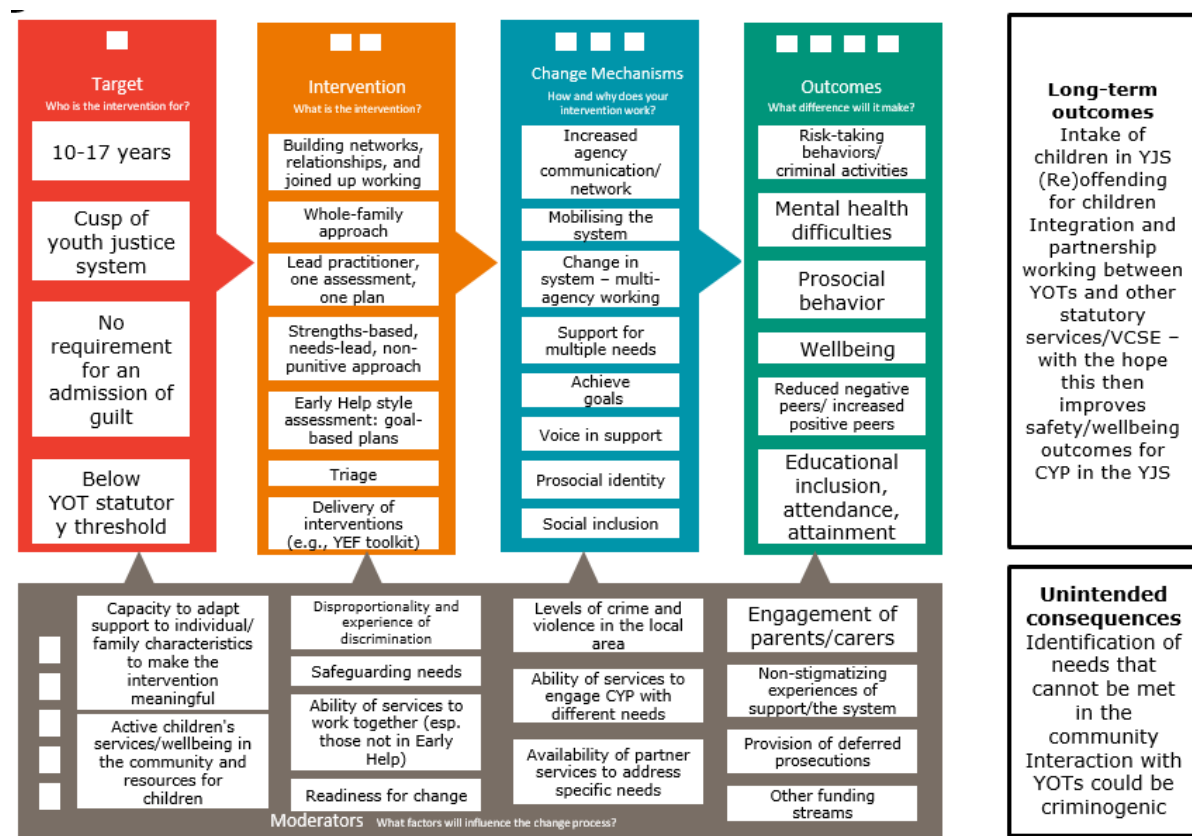 Target
Who is the intervention for?
10-17 years
Cusp of
youth justice
system
No
requirement
for an
admission of
guilt
Below
YOT statutor
y threshold
Intervention
What is the intervention?
Building networks,
relationships, and
joined up working
Whole-family
approach
Lead practitioner,
one assessment,
one plan
Strengths-based,
needs-lead, non-
punitive approach
Early Help style
assessment: goal-
based plans
Triage
Delivery of
interventions
(e.g., YEF toolkit)
Change Mechanisms
How and why does your
intervention work?
Increased
agency
communication/
network
Mobilising the
system
Change in
system – multi-
agency working
Support for
multiple needs
Achieve
goals
Voice in support
Prosocial identity
Social inclusion
Outcomes
What difference will it make?
Risk-taking
behaviors/
criminal activities
Mental health
difficulties
Prosocial
behavior
Wellbeing
Reduced negative
peers/ increased
positive peers
Educational
inclusion,
attendance,
attainment
Long-term
outcomes
Intake of
children in YJS
(Re)offending
for children
Integration and
partnership
working between
YOTs and other
statutory
services/VCSE –
with the hope
this then
improves
safety/wellbeing
outcomes for
CYP in the YJS
Capacity to adapt
support to individual/
family characteristics
to make the
intervention
meaningful
Active children's
services/wellbeing in
the community and
resources for
children
Disproportionality and
experience of
discrimination
Safeguarding needs
Ability of services to
work together (esp.
those not in Early
Help)
Readiness for change
Levels of crime and
violence in the local
area
Ability of services to
engage CYP with
different needs
Availability of partner
services to address
specific needs
Engagement of
parents/carers
Non-stigmatizing
experiences of
support/the system
Provision of deferred
prosecutions
Other funding
streams
Moderators What factors will influence the change process?
Unintended
consequences
Identification of
needs that
cannot be met
in the
community
Interaction with
YOTs could be
criminogenic